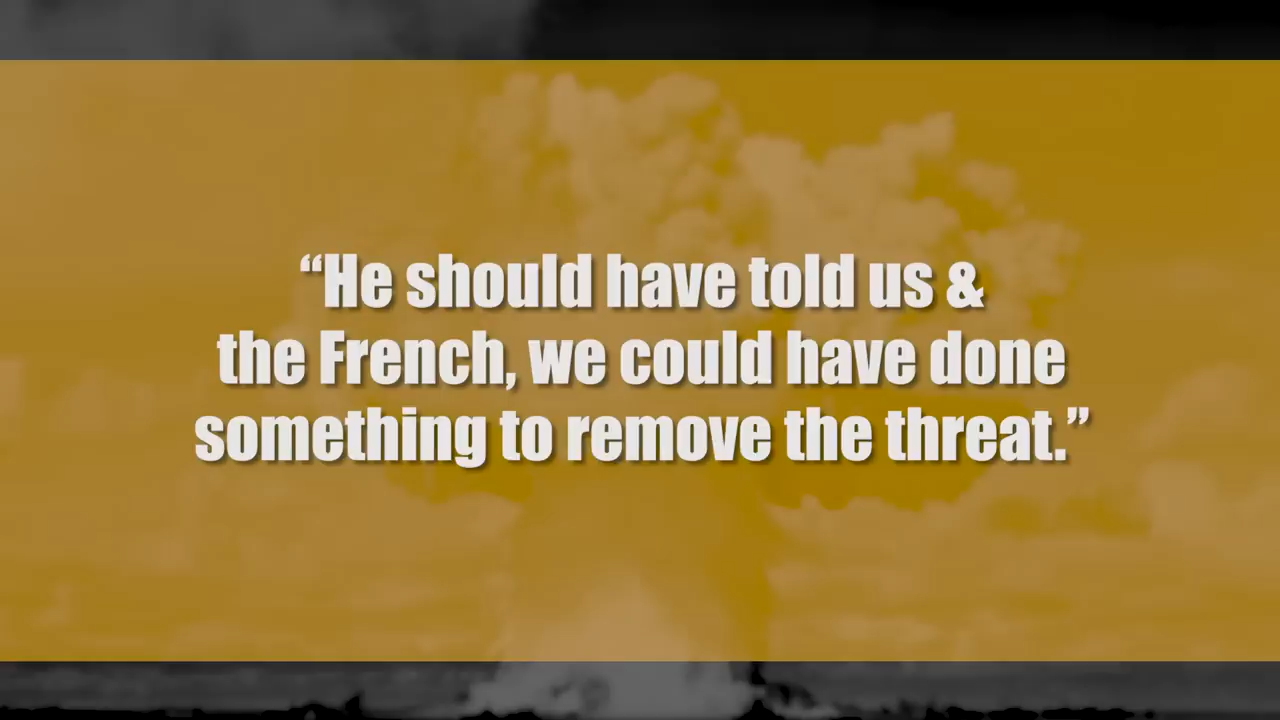 “He should have told us &
the French, we could have done
something to remove the threat.”